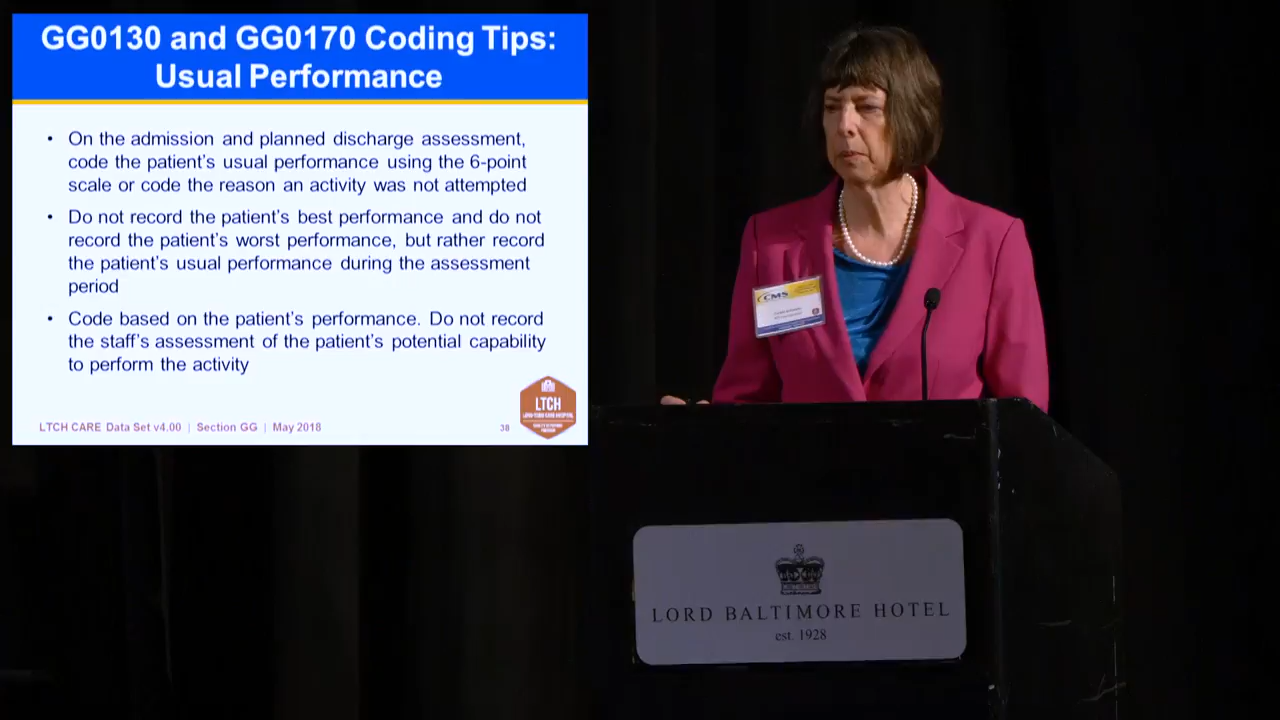 GG0130 and GG0170 Coding Tips:
Usual Performance
• On the admission and planned discharge assessment,
code the patient's usual performance using the 6-point
scale or code the reason an activity was not attempted
• Do not record the patient's best performance and do not
record the patient's worst performance, but rather record
the patient's usual performance during the assessment
period
• Code based on the patient's performance. Do not record
the staff's assessment of the patient's potential capability
to perform the activity
LTCH CARE Data Set v4.00 | Section GG | May 2018
38
LTCH
CMS
LORD BALTIMORE HOTEL
est. 1928